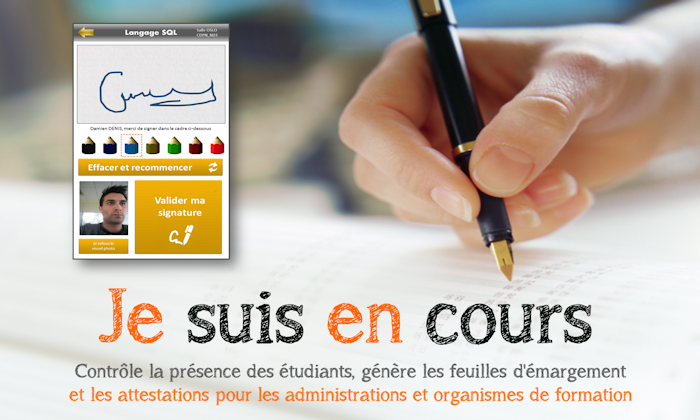 Langage SQL
Salle OSLO
Damien DENIS, merci de signer dans le cadre ci-dessous
Effacer et recommencer
Valider ma
signature
Je suis en cours
Contrôle la présence des étudiants, génère les feuilles d'émargement
et les attestations pour les administrations et organismes de formation